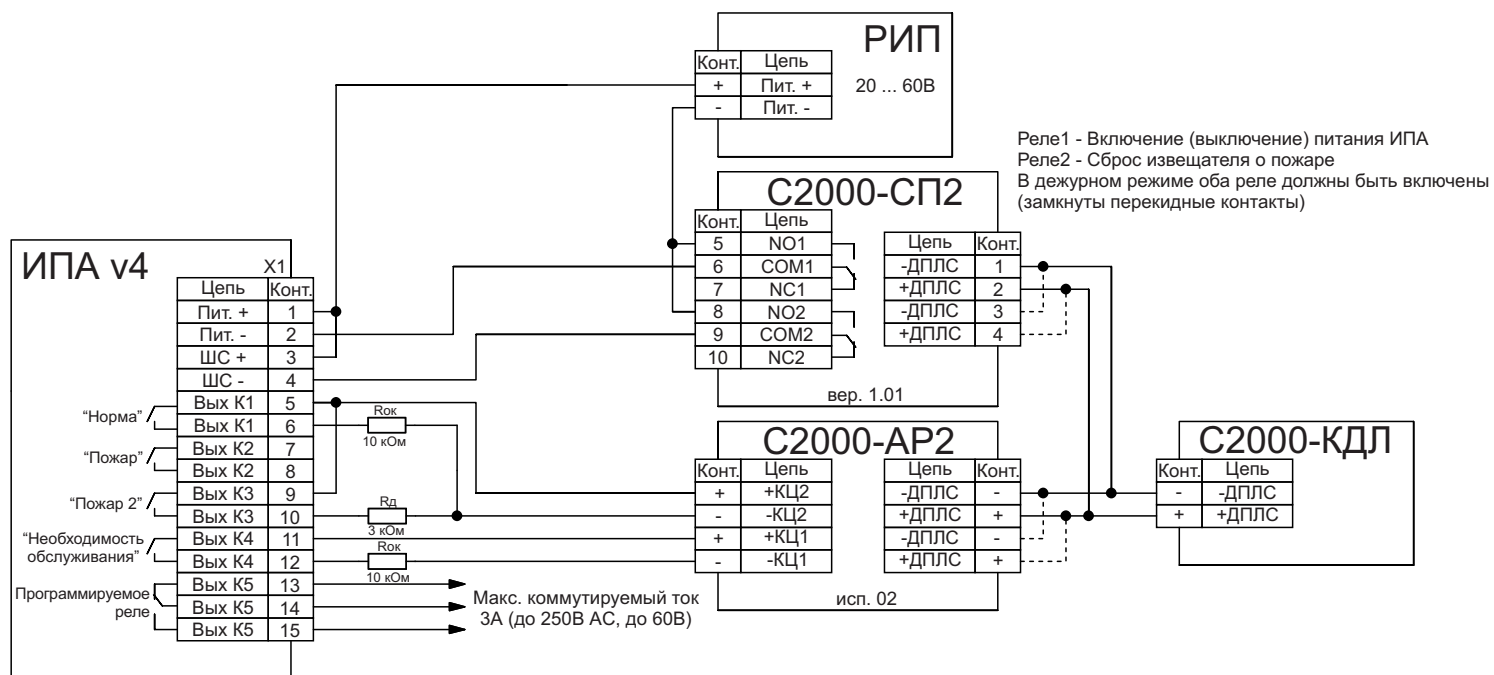 РИП
Конт. Цепь
+ Пит. +
- Пит. -
20 ... 60В
Реле1 - Включение (выключение) питания ИПА
Реле2 - Сброс извещателя о пожаре
В дежурном режиме оба реле должны быть включены
(замкнуты перекидные контакты)
С2000-СП2
Конт. Цепь
5 NO1
6 COM1
7 NC1
8 NO2
9 COM2
10 NC2
Цепь Конт.
-ДПЛС 1
+ДПЛС 2
-ДПЛС 3
+ДПЛС 4
вер. 1.01
ИПА v4
X1
Цепь Конт.
Пит. + 1
Пит. - 2
ШС + 3
ШС - 4
Вых К1 5
Вых К1 6
Вых К2 7
Вых К2 8
Вых К3 9
Вых К3 10
Вых К4 11
Вых К4 12
Вых К5 13
Вых К5 14
Вых К5 15
“Норма”
“Пожар”
“Пожар 2”
“Необходимость
обслуживания”
Программируемое
реле
Rок
10 кОм
Rд
3 кОм
Rок
10 кОм
Макс. коммутируемый ток
3А (до 250В AC, до 60В)
С2000-АР2
Конт. Цепь
+ +КЦ2
- -КЦ2
+ +КЦ1
- -КЦ1
Цепь Конт.
-ДПЛС -
+ДПЛС +
-ДПЛС -
+ДПЛС +
исп. 02
С2000-КДЛ
Конт. Цепь
- -ДПЛС
+ +ДПЛС